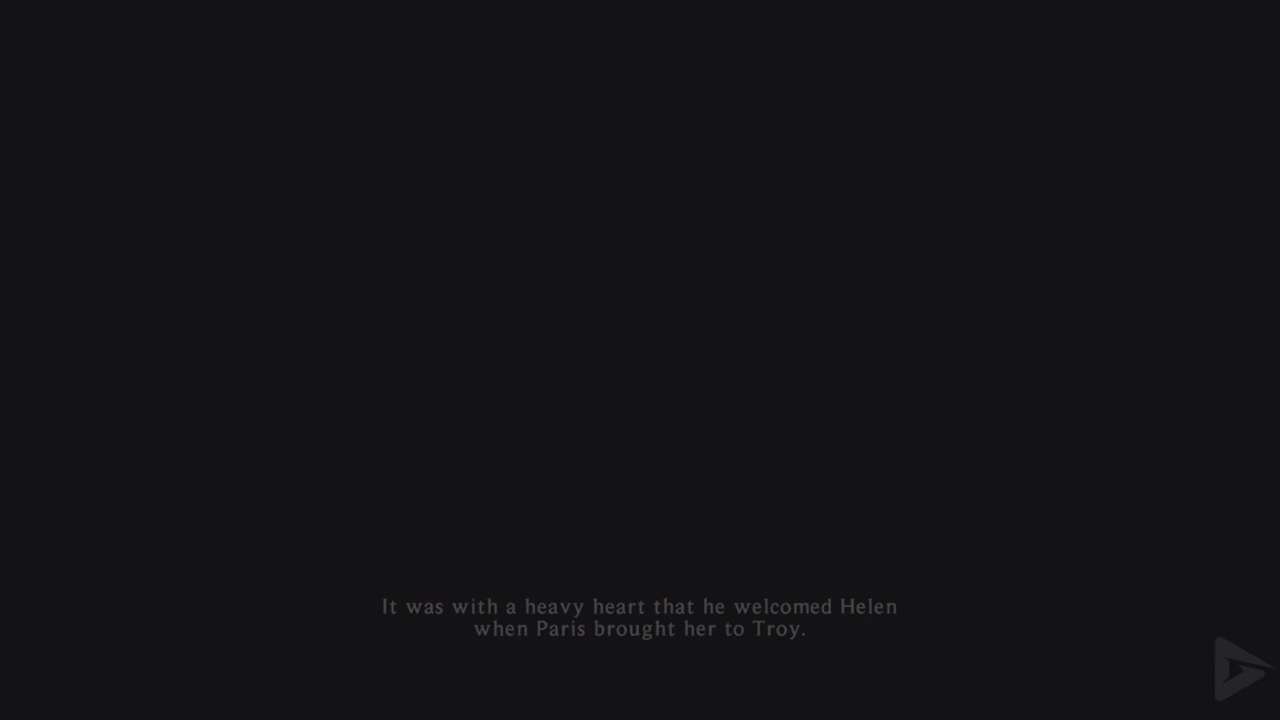 It was with a heavy heart that he welcomed Helen
when Paris brought her to Troy.